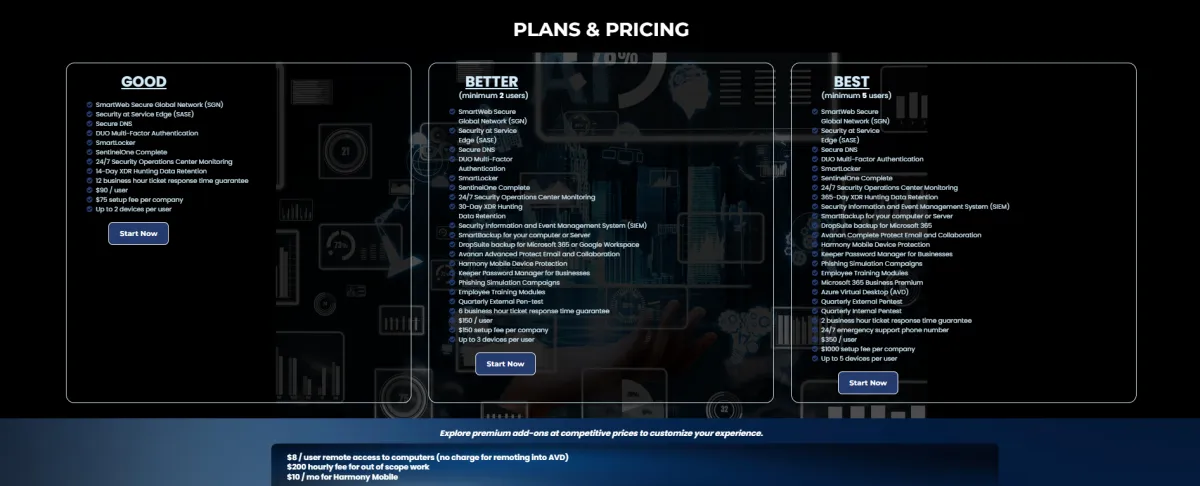 PLANS & PRICING
GOOD
SmartWeb Secure Global Network (SGN)
Security at Service Edge (SASE)
Secure DNS
DUO Multi-Factor Authentication
SmartLocker
SentinelOne Complete
24/7 Security Operations Center Monitoring
14-Day XDR Hunting Data Retention
12 business hour ticket response time guarantee
$90 / user
$75 setup fee per company
Up to 2 devices per user
Start Now
BETTER
(minimum 2 users)
SmartWeb Secure
Global Network (SGN)
Security at Service
Edge (SASE)
Secure DNS
DUO Multi-Factor
Authentication
SmartLocker
SentinelOne Complete
24/7 Security Operations Center Monitoring
30-Day XDR Hunting
Data Retention
Security Information and Event Management System (SIEM)
SmartBackup for your computer or Server
DropSuite backup for Microsoft 365 or Google Workspace
Avanan Advanced Protect Email and Collaboration
Harmony Mobile Device Protection
Keeper Password Manager for Businesses
Phishing Simulation Campaigns
Employee Training Modules
Quarterly External Pen-test
6 business hour ticket response time guarantee
$150 / user
$150 setup fee per company
Up to 3 devices per user
Start Now
BEST
(minimum 5 users)
SmartWeb Secure
Global Network (SGN)
Security at Service
Edge (SASE)
Secure DNS
DUO Multi-Factor Authentication
SmarLocker
SentinelOne Complete
24/7 Security Operations Center Monitoring
365-Day XDR Hunting Data Retention
Security Information and Event Management System (SIEM)
SmartBackup for your computer or Server
DropSuite backup for Microsoft 365
Avanan Complete Protect Email and Collaboration
Harmony Mobile Device Protection
Keeper Password Manager for Businesses
Phishing Simulation Campaigns
Employee Training Modules
Microsoft 365 Business Premium
Azure Virtual Desktop (AVD)
Quarterly External Pentest
Quarterly Internal Pentest
2 business hour ticket response time guarantee
24/7 emergency support phone number
$350 / user
$1000 setup fee per company
Up to 5 devices per user
Start Now
Explore premium add-ons at competitive prices to customize your experience.
$8 / user remote access to computers (no charge for remoting into AVD)
$200 hourly fee for out of scope work
$10 / mo for Harmony Mobile